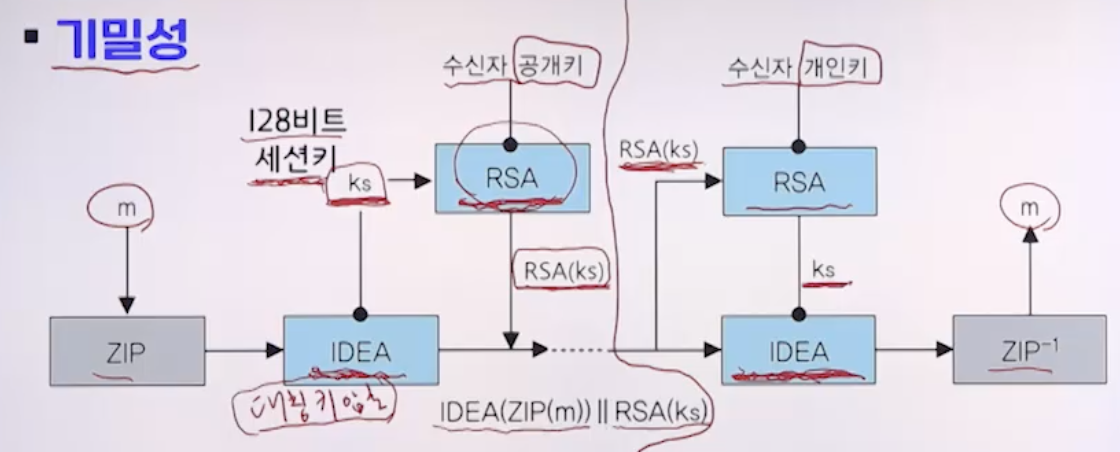 ▪ 기밀성
수신자 공개키
수신자 개인키
128비트
세션키
ks
RSA
RSA(ks)
RSA
m
m
RSA(ks)
ks
ZIP
IDEA
IDEA
ZIP⁻¹
대칭키암호
IDEA(ZIP(m)) || RSA(ks)